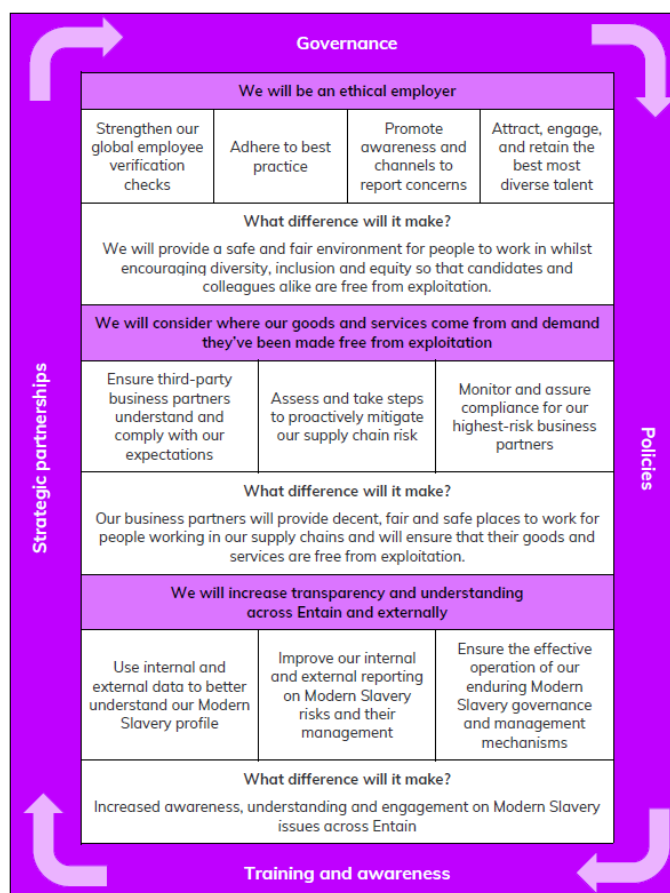 Governance
We will be an ethical employer
Strengthen our
global employee
verification
checks
Adhere to best
practice
Promote
awareness and
channels to
report concerns
Attract, engage,
and retain the
best most
diverse talent
What difference will it make?
We will provide a safe and fair environment for people to work in whilst
encouraging diversity, inclusion and equity so that candidates and
colleagues alike are free from exploitation.
We will consider where our goods and services come from and demand
they've been made free from exploitation
Ensure third-party
business partners
understand and
comply with our
expectations
Assess and take steps
to proactively mitigate
our supply chain risk
Monitor and assure
compliance for our
highest-risk business
partners
What difference will it make?
Our business partners will provide decent, fair and safe places to work for
people working in our supply chains and will ensure that their goods and
services are free from exploitation.
We will increase transparency and understanding
across Entain and externally
Use internal and
external data to better
understand our Modern
Slavery profile
Improve our internal
and external reporting
on Modern Slavery
risks and their
management
Ensure the effective
operation of our
enduring Modern
Slavery governance
and management
mechanisms
What difference will it make?
Increased awareness, understanding and engagement on Modern Slavery
issues across Entain
Strategic partnerships
Policies
Training and awareness